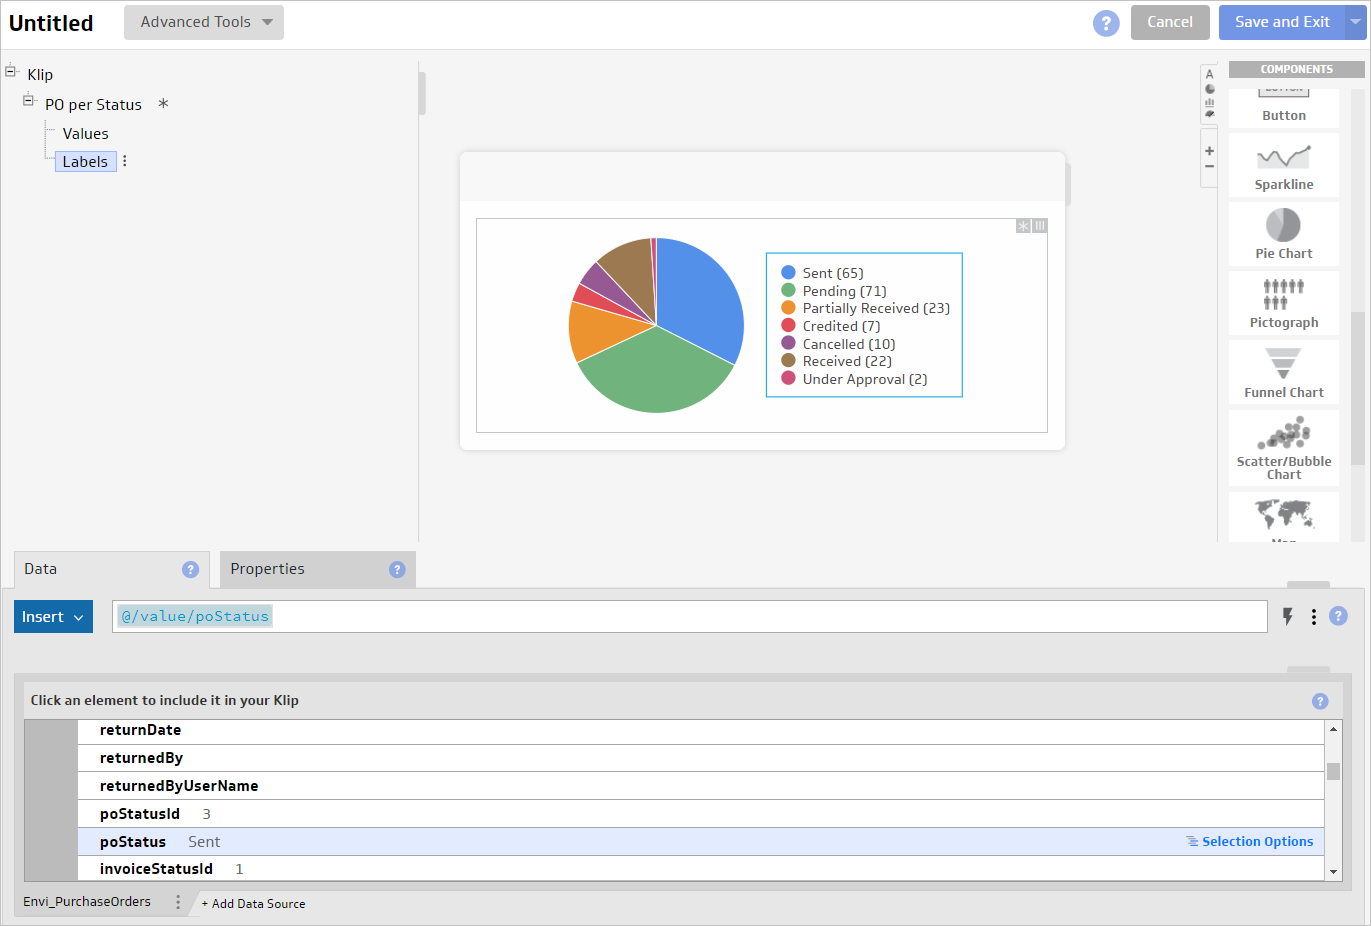 Untitled
Advanced Tools
?
Cancel
Save and Exit
Klip
PO per Status *
Values
Labels
A
+
−
COMPONENTS
Button
Sparkline
Pie Chart
Pictograph
Funnel Chart
Scatter/Bubble
Chart
Sent (65)
Pending (71)
Partially Received (23)
Credited (7)
Cancelled (10)
Received (22)
Under Approval (2)
Data ?
Properties ?
Insert
@/value/poStatus
?
Click an element to include it in your Klip
?
returnDate
returnedBy
returnedByUserName
poStatusId 3
poStatus Sent Selection Options
invoiceStatusId 1
Envi_PurchaseOrders
+ Add Data Source